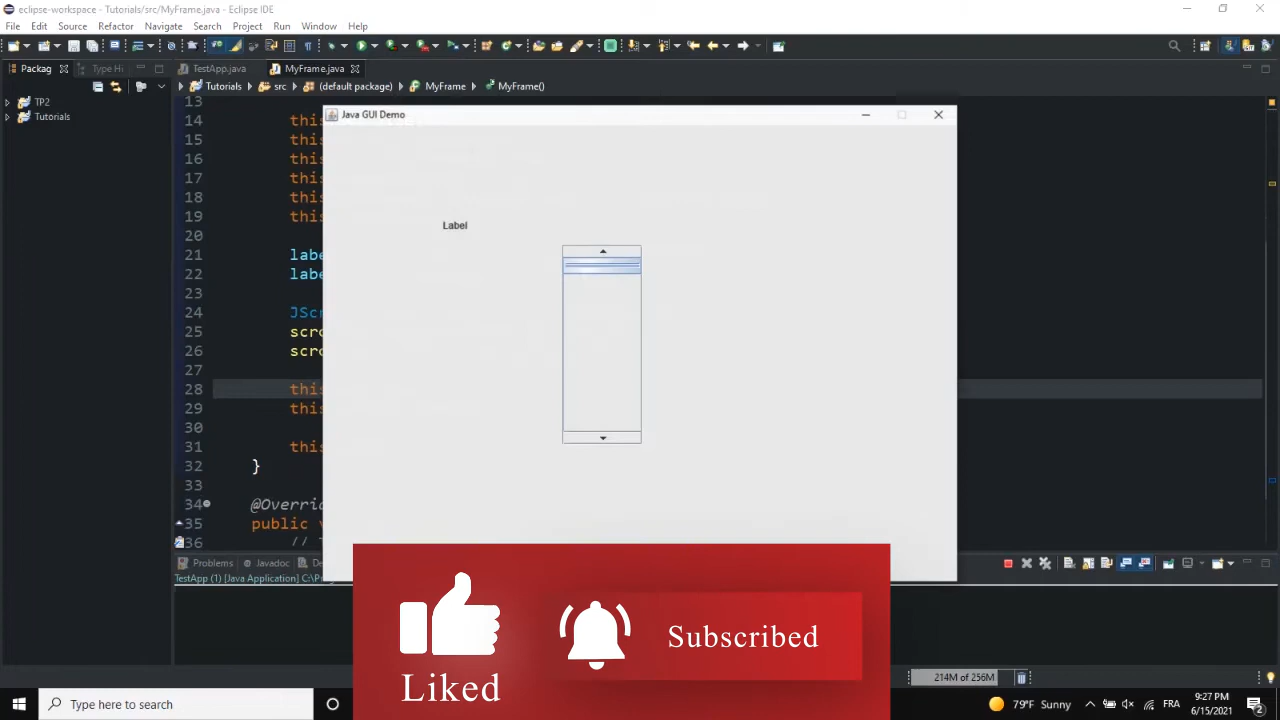 eclipse-workspace - Tutorials/src/MyFrame.java - Eclipse IDE
File Edit Source Refactor Navigate Search Project Run Window Help
Packag Type Hi TestApp.java MyFrame.java
Tutorials src (default package) MyFrame MyFrame()
TP2
Tutorials
Java GUI Demo
Label
13
14 this
15 this
16 this
17 this
18 this
19 this
20
21 labe
22 labe
23
24 JScr
25 scro
26 scro
27
28 this
29 this
30
31 this
32 }
33
34 @Overri
35 public v
36 // T
Problems Javadoc De
TestApp (1) [Java Application] C:\Pro
Liked
Subscribed
214M of 256M
Type here to search
79°F Sunny FRA 9:27 PM
6/15/2021
2